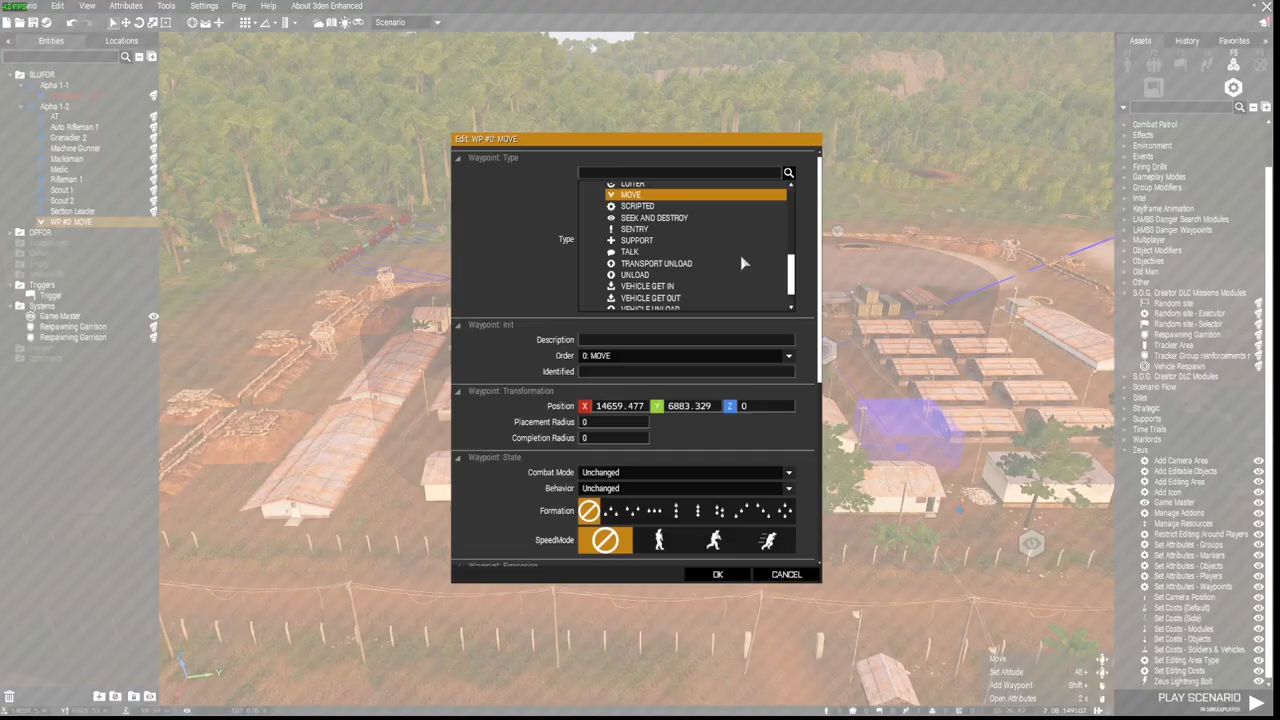 Edit View Attributes Tools Settings Play Help About 3den Enhanced
Scenario
Entities Locations
BLUFOR
Alpha 1-1
Alpha 1-2
AT
Auto Rifleman 1
Grenadier 2
Machine Gunner
Marksman
Medic
Rifleman 1
Scout 1
Scout 2
Section Leader
WP #0: MOVE
OPFOR
Triggers
Trigger
Systems
Game Master
Respawning Garrison
Respawning Garrison
Edit: WP #0: MOVE
Waypoint: Type
Type
LOITER
MOVE
SCRIPTED
SEEK AND DESTROY
SENTRY
SUPPORT
TALK
TRANSPORT UNLOAD
UNLOAD
VEHICLE GET IN
VEHICLE GET OUT
VEHICLE UNLOAD
Waypoint: Init
Description
Order 0: MOVE
Identified
Waypoint: Transformation
Position X 14659.477 Y 6883.329 Z 0
Placement Radius 0
Completion Radius 0
Waypoint: State
Combat Mode Unchanged
Behavior Unchanged
Formation
SpeedMode
Waypoint: Expression
OK CANCEL
Assets History Favorites
F5
Combat Patrol
Effects
Environment
Events
Firing Drills
Gameplay Modes
Group Modifiers
Intel
Keyframe Animation
LAMBS Danger Search Modules
LAMBS Danger Waypoints
Multiplayer
Object Modifiers
Objectives
Old Man
Other
S.O.G. Creator DLC Missions Modules
Random site
Random site - Executor
Random site - Selector
Respawning Garrison
Tracker Area
Tracker Group reinforcements
Vehicle Respawn
S.O.G. Creator DLC Modules
Scenario Flow
Sites
Strategic
Supports
Time Trials
Warlords
Zeus
Add Camera Area
Add Editable Objects
Add Editing Area
Add Icon
Game Master
Manage Addons
Manage Resources
Restrict Editing Around Players
Set Attributes - Groups
Set Attributes - Markers
Set Attributes - Objects
Set Attributes - Players
Set Attributes - Waypoints
Set Camera Position
Set Costs (Default)
Set Costs (Side)
Set Costs - Modules
Set Costs - Objects
Set Costs - Soldiers & Vehicles
Set Editing Area Type
Set Editing Costs
Zeus Lightning Bolt
Move
Set Altitude Alt +
Add Waypoint Shift +
Open Attributes 2 x
PLAY SCENARIO